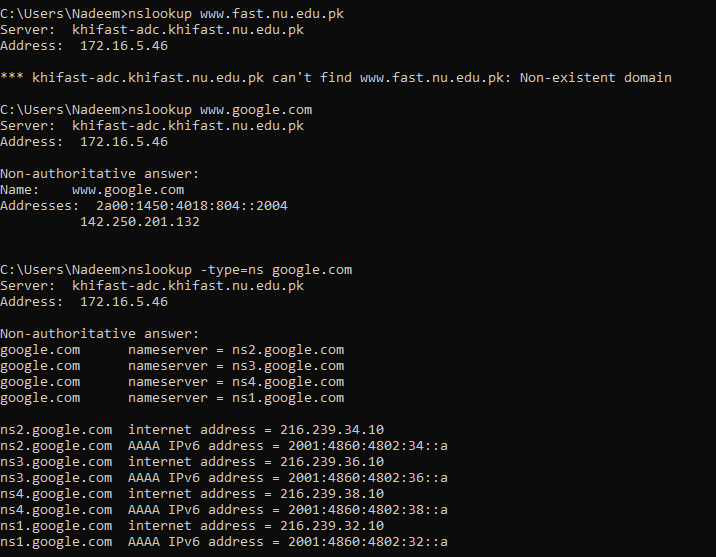 C:\Users\Nadeem>nslookup www.fast.nu.edu.pk
Server:  khifast-adc.khifast.nu.edu.pk
Address:  172.16.5.46

*** khifast-adc.khifast.nu.edu.pk can't find www.fast.nu.edu.pk: Non-existent domain

C:\Users\Nadeem>nslookup www.google.com
Server:  khifast-adc.khifast.nu.edu.pk
Address:  172.16.5.46

Non-authoritative answer:
Name:    www.google.com
Addresses:  2a00:1450:4018:804::2004
          142.250.201.132

C:\Users\Nadeem>nslookup -type=ns google.com
Server:  khifast-adc.khifast.nu.edu.pk
Address:  172.16.5.46

Non-authoritative answer:
google.com      nameserver = ns2.google.com
google.com      nameserver = ns3.google.com
google.com      nameserver = ns4.google.com
google.com      nameserver = ns1.google.com

ns2.google.com  internet address = 216.239.34.10
ns2.google.com  AAAA IPv6 address = 2001:4860:4802:34::a
ns3.google.com  internet address = 216.239.36.10
ns3.google.com  AAAA IPv6 address = 2001:4860:4802:36::a
ns4.google.com  internet address = 216.239.38.10
ns4.google.com  AAAA IPv6 address = 2001:4860:4802:38::a
ns1.google.com  internet address = 216.239.32.10
ns1.google.com  AAAA IPv6 address = 2001:4860:4802:32::a